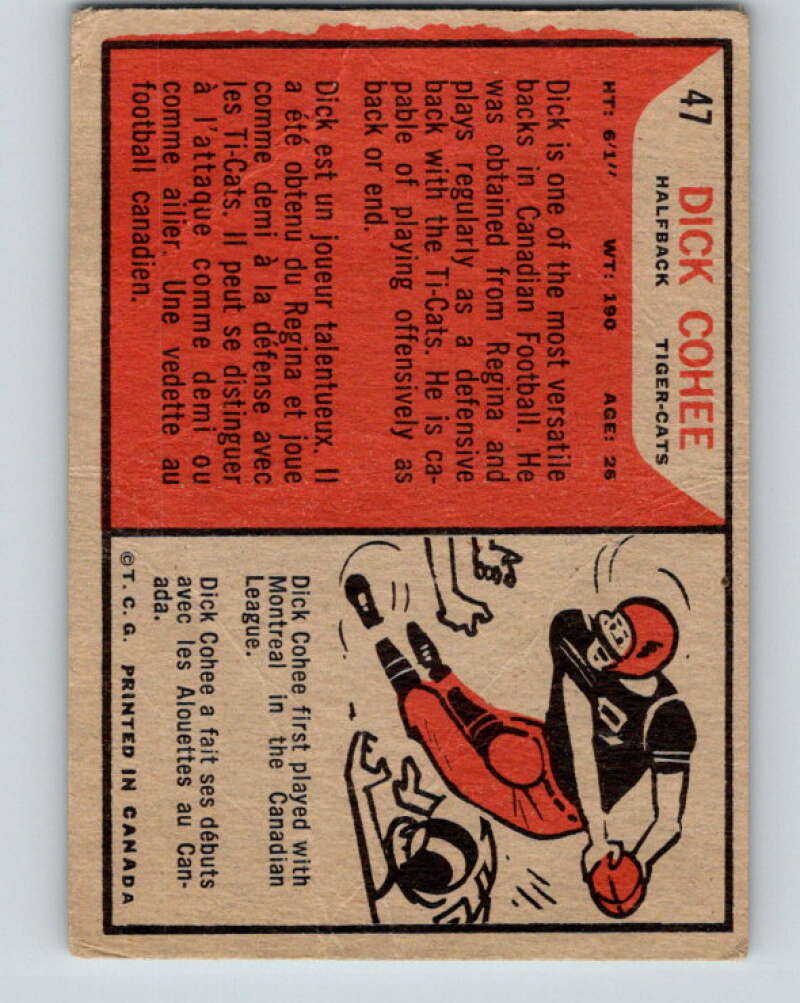 47
DICK COHEE
HALFBACK TIGER-CATS
HT: 6'1" WT: 190 AGE: 26
Dick is one of the most versatile
backs in Canadian Football. He
was obtained from Regina and
plays regularly as a defensive
back with the Ti-Cats. He is ca-
pable of playing offensively as
back or end.
Dick est un joueur talentueux. Il
a été obtenu du Regina et joue
comme demi à la défense avec
les Ti-Cats. Il peut se distinguer
à l'attaque comme demi ou
comme ailier. Une vedette au
football canadien.
10
Dick Cohee first played with
Montreal in the Canadian
League.
Dick Cohee a fait ses débuts
avec les Alouettes au Can-
ada.
©T.C.G. PRINTED IN CANADA